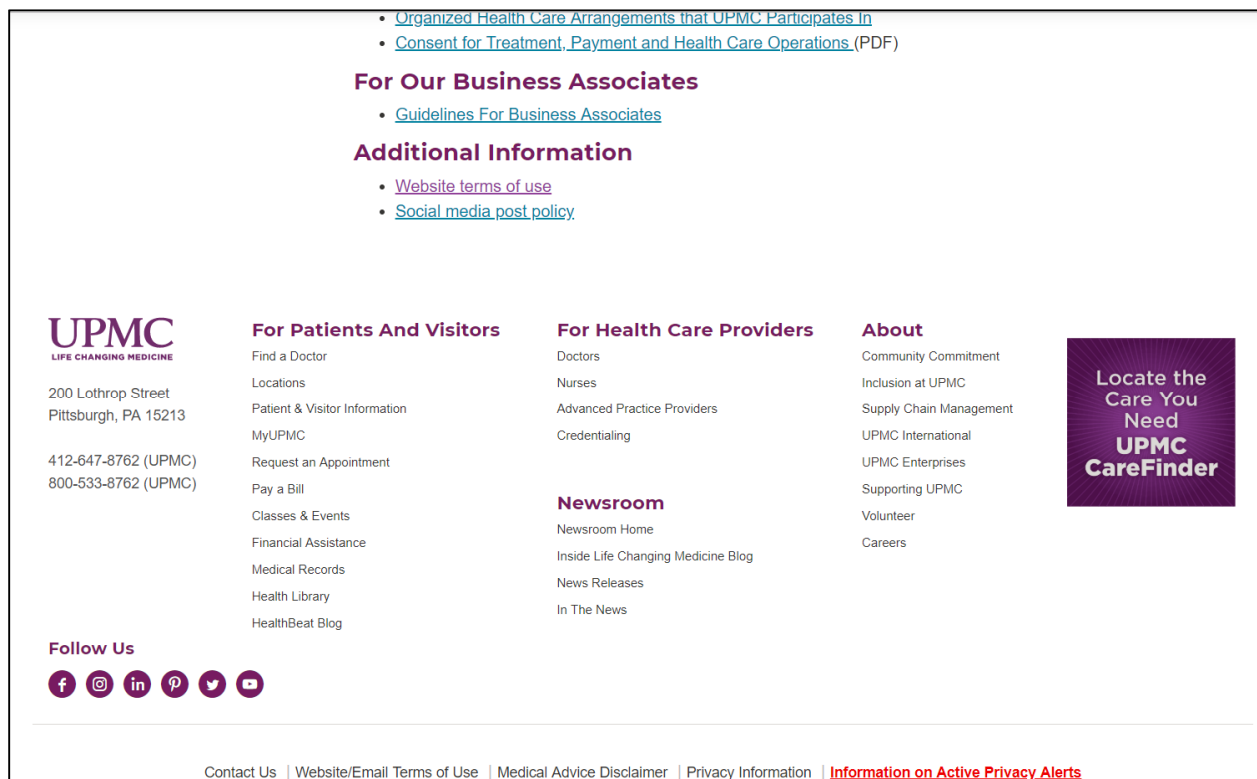 Organized Health Care Arrangements that UPMC Participates In
Consent for Treatment, Payment and Health Care Operations (PDF)
For Our Business Associates
Guidelines For Business Associates
Additional Information
Website terms of use
Social media post policy
UPMC
LIFE CHANGING MEDICINE
200 Lothrop Street
Pittsburgh, PA 15213
412-647-8762 (UPMC)
800-533-8762 (UPMC)
For Patients And Visitors
Find a Doctor
Locations
Patient & Visitor Information
MyUPMC
Request an Appointment
Pay a Bill
Classes & Events
Financial Assistance
Medical Records
Health Library
HealthBeat Blog
For Health Care Providers
Doctors
Nurses
Advanced Practice Providers
Credentialing
Newsroom
Newsroom Home
Inside Life Changing Medicine Blog
News Releases
In The News
About
Community Commitment
Inclusion at UPMC
Supply Chain Management
UPMC International
UPMC Enterprises
Supporting UPMC
Volunteer
Careers
Locate the
Care You
Need
UPMC
CareFinder
Follow Us
Contact Us | Website/Email Terms of Use | Medical Advice Disclaimer | Privacy Information | Information on Active Privacy Alerts